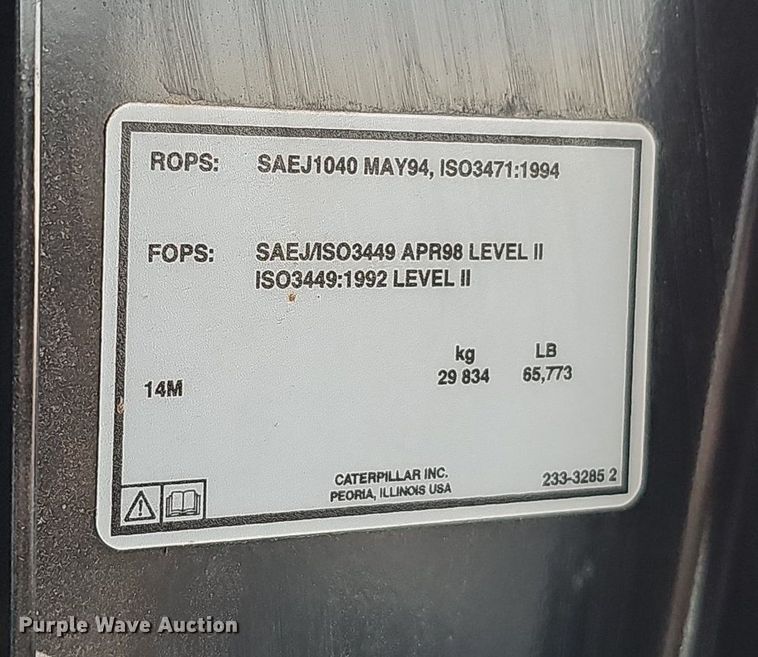 ROPS: SAEJ1040 MAY94, ISO3471:1994
FOPS: SAEJ/ISO3449 APR98 LEVEL II
ISO3449:1992 LEVEL II
kg LB
14M 29 834 65,773
CATERPILLAR INC.
PEORIA, ILLINOIS USA
233-3285 2
Purple Wave Auction